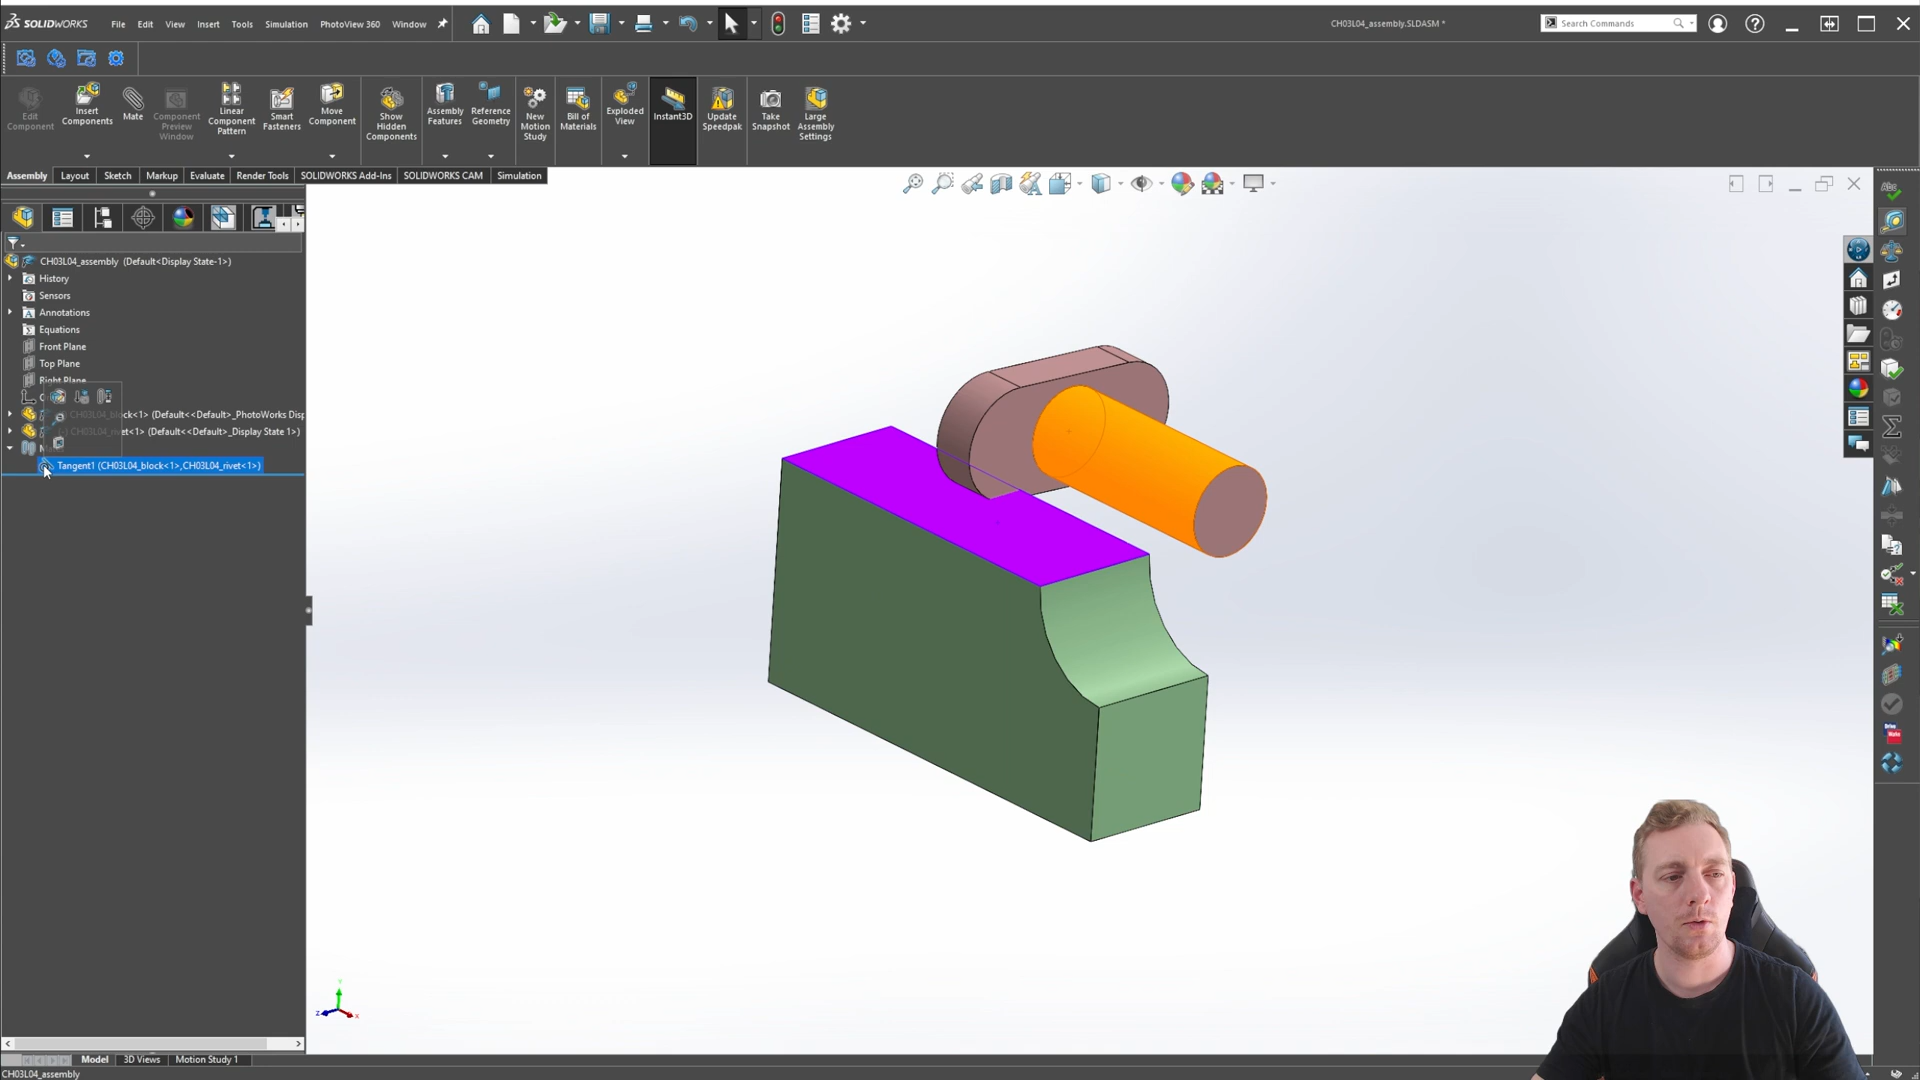 SOLIDWORKS File Edit View Insert Tools Simulation PhotoView 360 Window
CH03L04_assembly.SLDASM *
Search Commands
Edit Component
Insert Components
Mate
Component Preview Window
Linear Component Pattern
Smart Fasteners
Move Component
Show Hidden Components
Assembly Features
Reference Geometry
New Motion Study
Bill of Materials
Exploded View
Instant3D
Update Speedpak
Take Snapshot
Large Assembly Settings
Assembly Layout Sketch Markup Evaluate Render Tools SOLIDWORKS Add-Ins SOLIDWORKS CAM Simulation
CH03L04_assembly (Default<Display State-1>)
History
Sensors
Annotations
Equations
Front Plane
Top Plane
Right Plane
CH03L04_block<1> (Default<<Default>_PhotoWorks Disp
(-) CH03L04_rivet<1> (Default<<Default>_Display State 1>)
Tangent1 (CH03L04_block<1>,CH03L04_rivet<1>)
Y
Z
X
Model 3D Views Motion Study 1
CH03L04_assembly